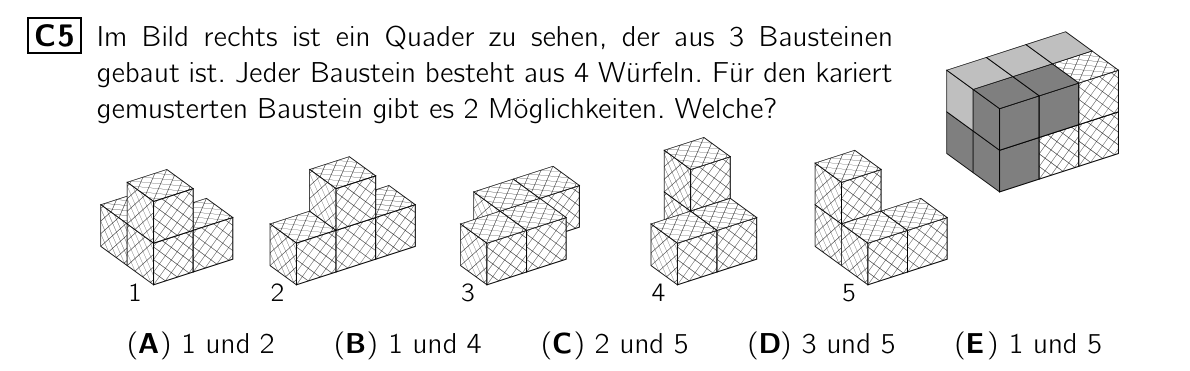 C5 Im Bild rechts ist ein Quader zu sehen, der aus 3 Bausteinen
gebaut ist. Jeder Baustein besteht aus 4 Würfeln. Für den kariert
gemusterten Baustein gibt es 2 Möglichkeiten. Welche?
1 2 3 4 5
(A) 1 und 2 (B) 1 und 4 (C) 2 und 5 (D) 3 und 5 (E) 1 und 5